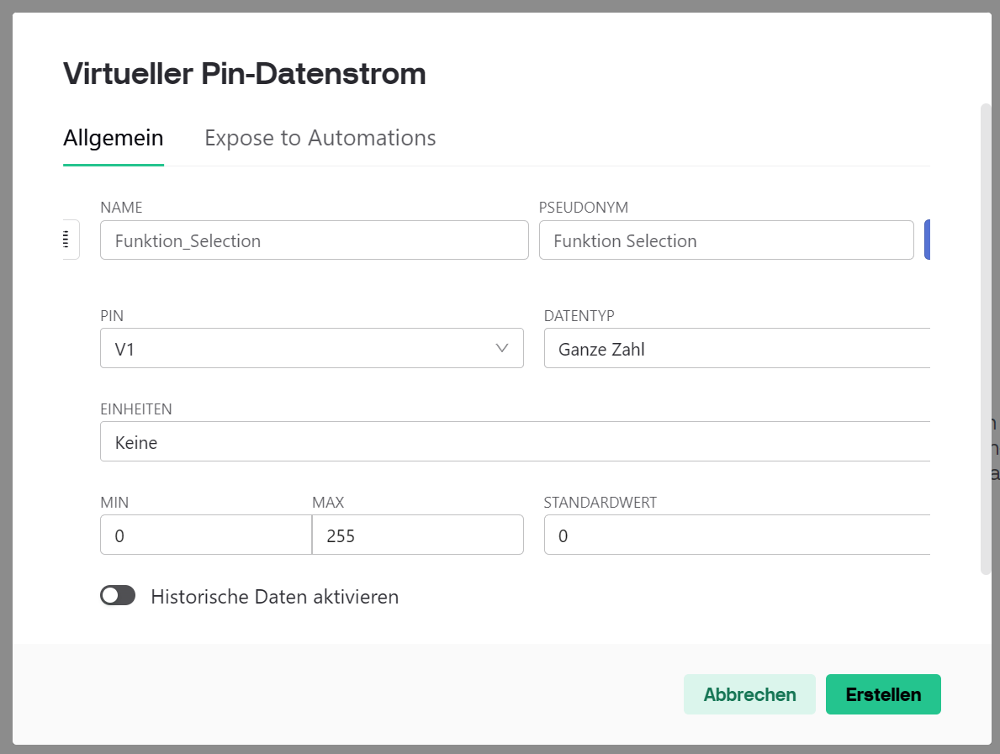 Virtueller Pin-Datenstrom
Allgemein Expose to Automations
NAME PSEUDONYM
Funktion_Selection Funktion Selection
PIN DATENTYP
V1 Ganze Zahl
EINHEITEN
Keine
MIN MAX STANDARDWERT
0 255 0
Historische Daten aktivieren
Abbrechen Erstellen